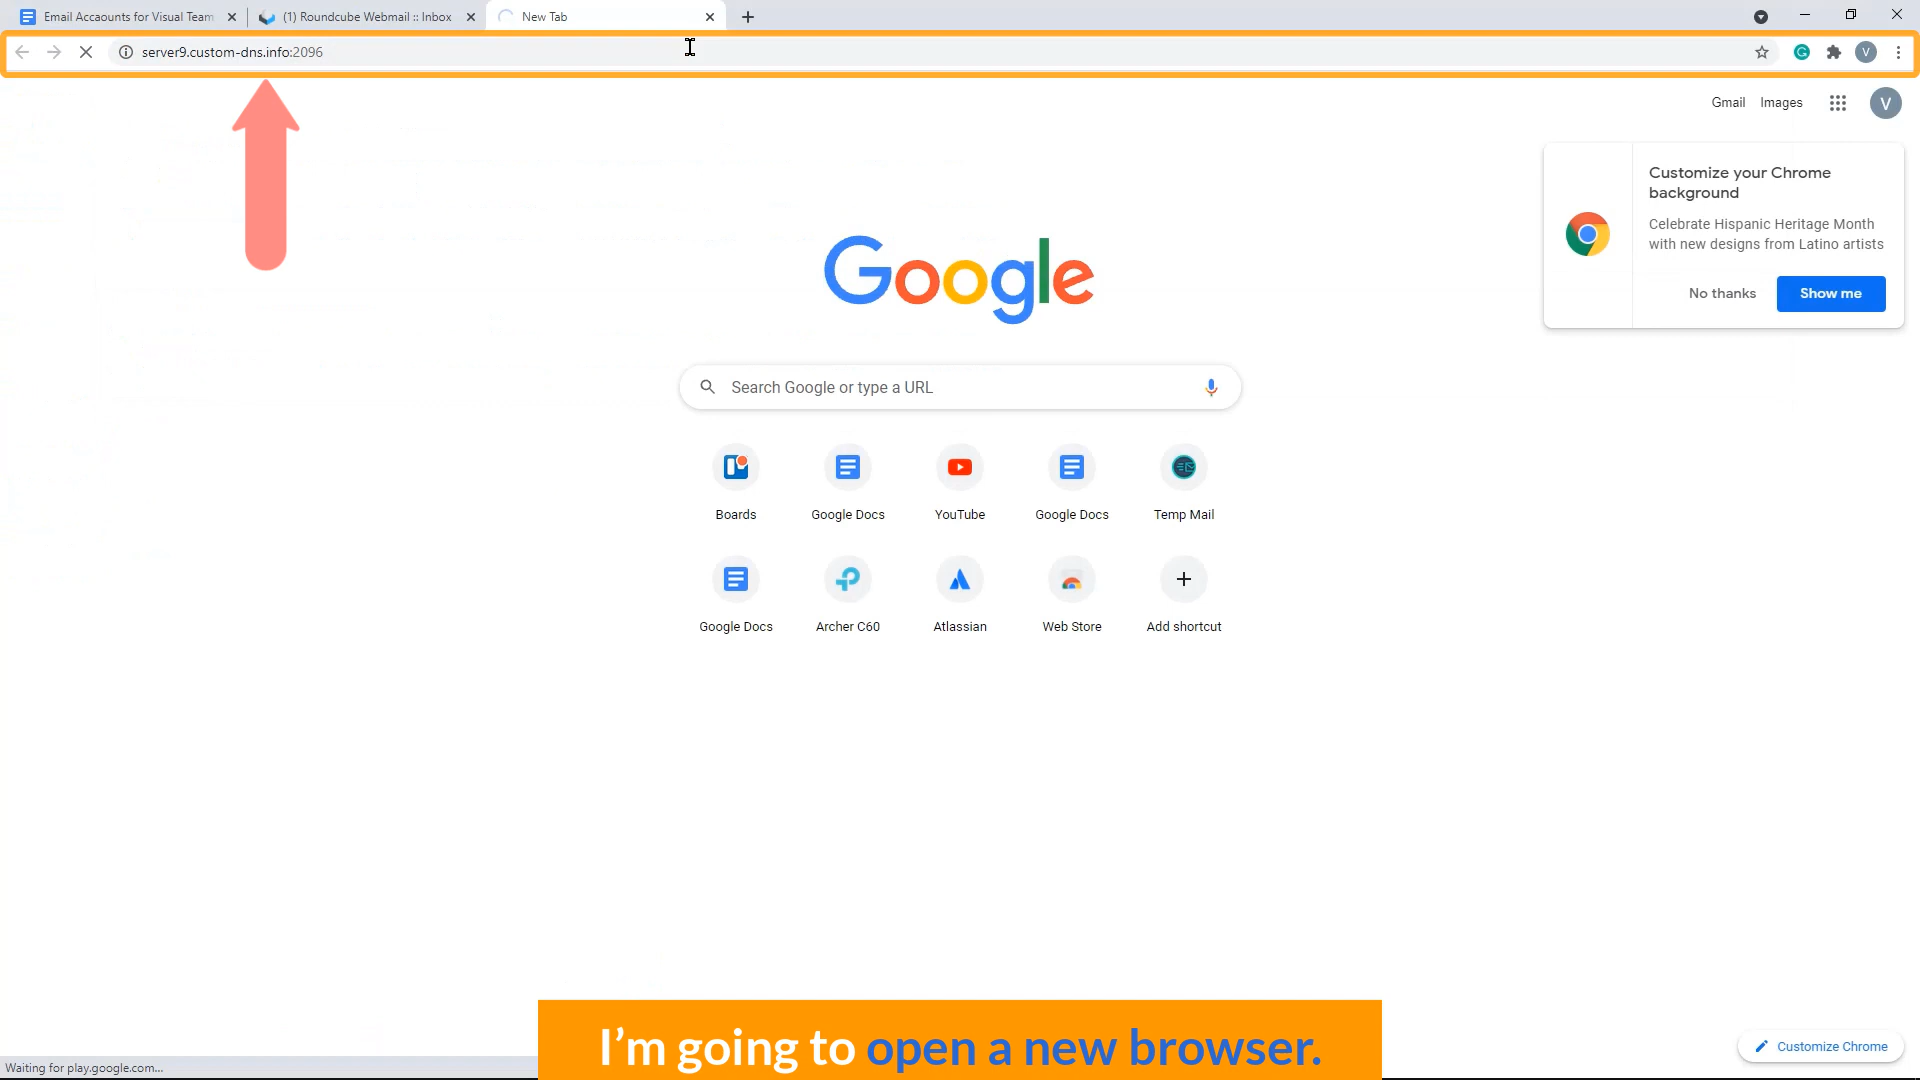 Email Accaounts for Visual Team
(1) Roundcube Webmail :: Inbox
New Tab
server9.custom-dns.info:2096
V
Gmail
Images
V
Customize your Chrome
background
Celebrate Hispanic Heritage Month
with new designs from Latino artists
No thanks
Show me
Google
Search Google or type a URL
Boards
Google Docs
YouTube
Google Docs
Temp Mail
Google Docs
Archer C60
Atlassian
Web Store
Add shortcut
I'm going to open a new browser.
Customize Chrome
Waiting for play.google.com...